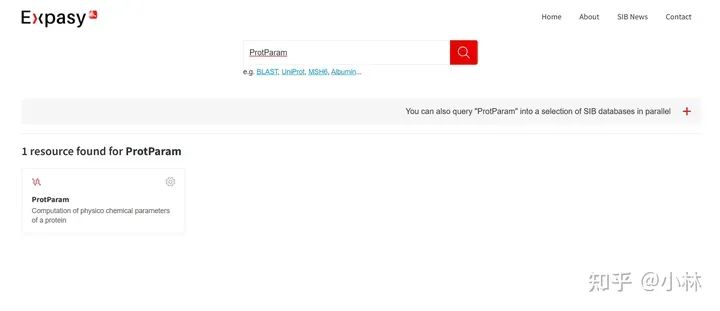 Expasy
Home About SIB News Contact
ProtParam
e.g. BLAST, UniProt, MSH6, Albumin...
You can also query "ProtParam" into a selection of SIB databases in parallel
1 resource found for ProtParam
ProtParam
Computation of physico chemical parameters
of a protein
知乎 @小林